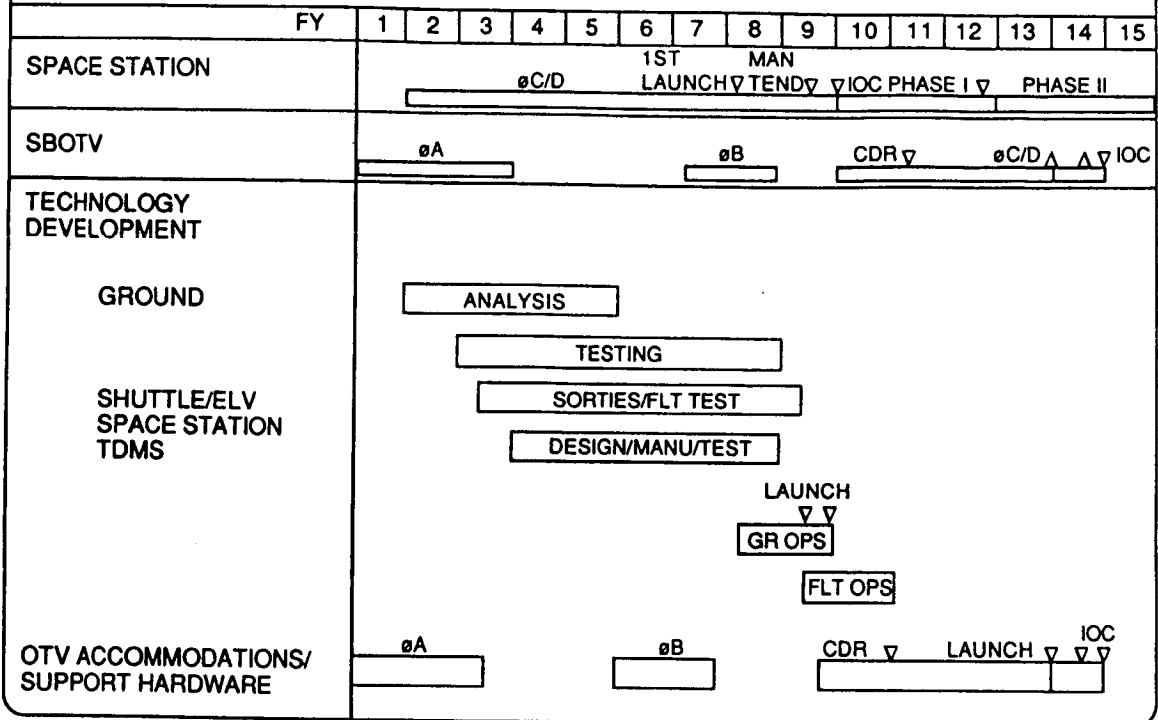 FY 1 2 3 4 5 6 7 8 9 10 11 12 13 14 15
SPACE STATION
1ST MAN
øC/D LAUNCH TEND IOC PHASE I PHASE II
SBOTV
øA øB CDR øC/D IOC
TECHNOLOGY
DEVELOPMENT
GROUND
ANALYSIS
TESTING
SHUTTLE/ELV
SPACE STATION
TDMS
SORTIES/FLT TEST
DESIGN/MANU/TEST
LAUNCH
GR OPS
FLT OPS
OTV ACCOMMODATIONS/
SUPPORT HARDWARE
IOC
øA øB CDR LAUNCH